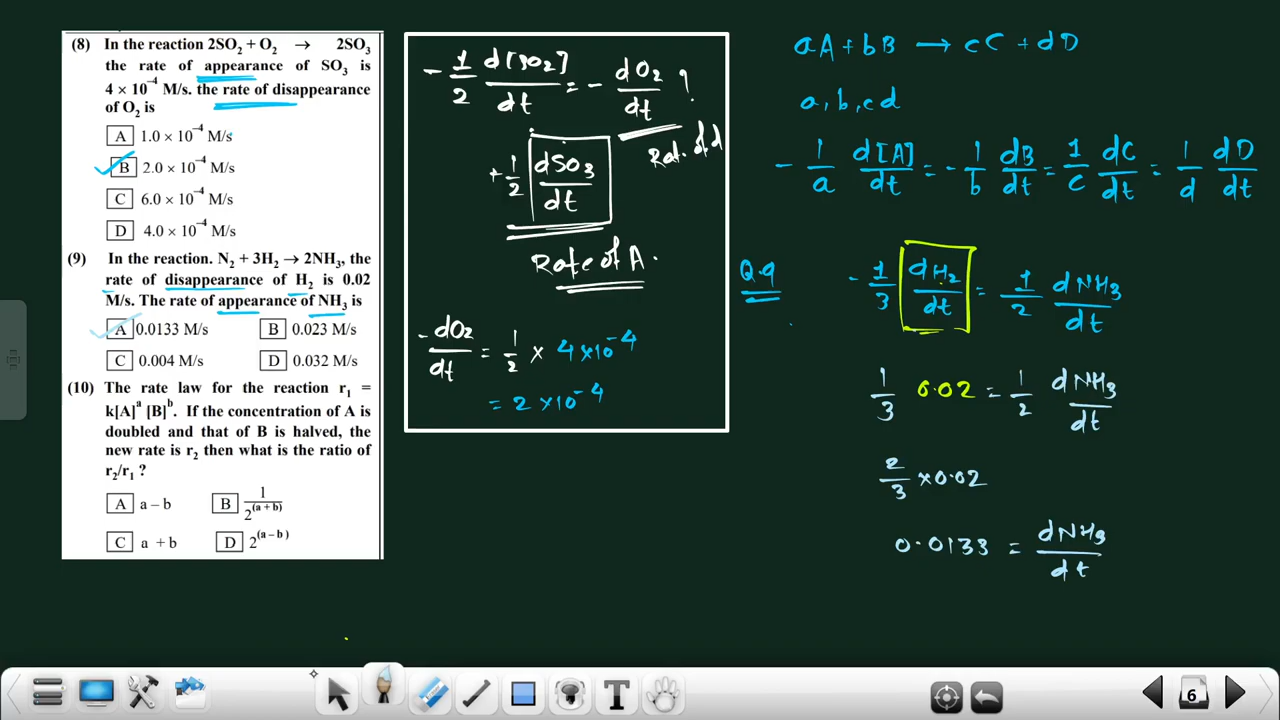 (8) In the reaction 2SO₂ + O₂ → 2SO₃
the rate of appearance of SO₃ is
4 × 10⁻⁴ M/s. the rate of disappearance
of O₂ is
A 1.0 × 10⁻⁴ M/s
B 2.0 × 10⁻⁴ M/s
C 6.0 × 10⁻⁴ M/s
D 4.0 × 10⁻⁴ M/s
(9) In the reaction. N₂ + 3H₂ → 2NH₃, the
rate of disappearance of H₂ is 0.02
M/s. The rate of appearance of NH₃ is
A 0.0133 M/s B 0.023 M/s
C 0.004 M/s D 0.032 M/s
(10) The rate law for the reaction r₁ =
k[A]ᵃ [B]ᵇ. If the concentration of A is
doubled and that of B is halved, the
new rate is r₂ then what is the ratio of
r₂/r₁ ?
A a – b B 1/2^(a + b)
C a + b D 2^(a – b)
- 1/2 d[SO₂]/dt = - dO₂/dt ?
Rat. of d
+ 1/2 dSO₃/dt
Rate of A.
- dO₂/dt = 1/2 × 4×10⁻⁴
= 2×10⁻⁴
aA + bB → cC + dD
a, b, c d
- 1/a d[A]/dt = - 1/b dB/dt = 1/c dC/dt = 1/d dD/dt
Q.9
- 1/3 dH₂/dt = 1/2 dNH₃/dt
1/3 0.02 = 1/2 dNH₃/dt
2/3 × 0.02
0.0133 = dNH₃/dt
T
6